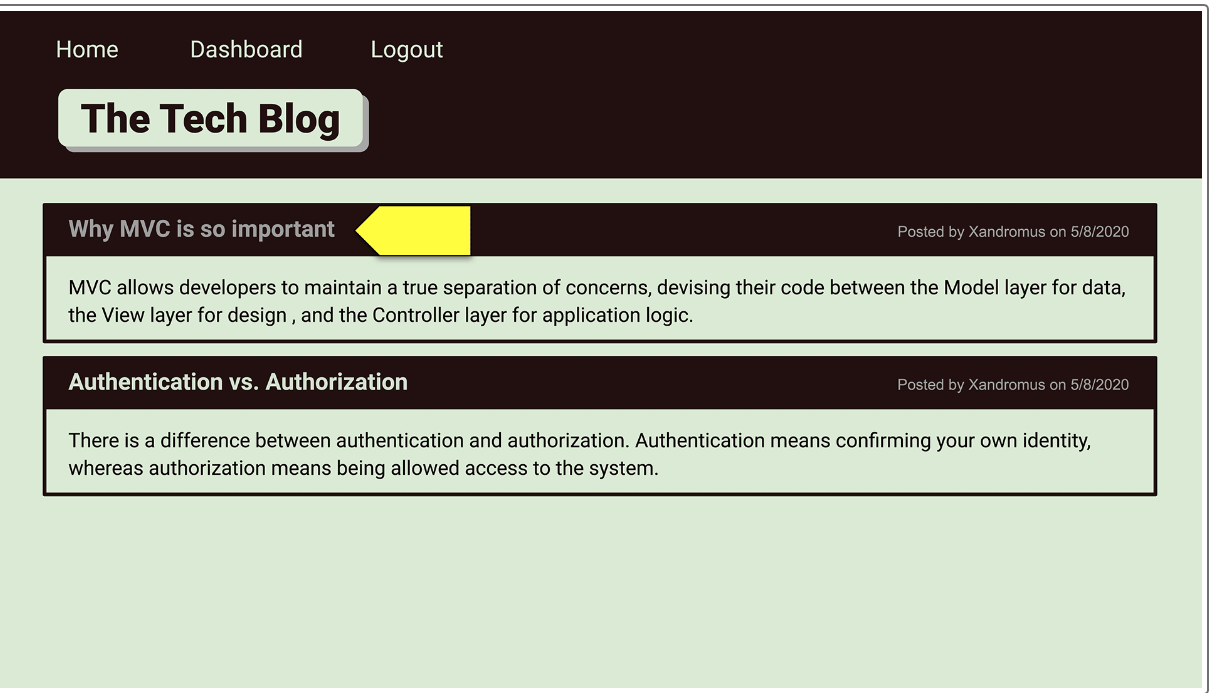 Home Dashboard Logout
The Tech Blog
Why MVC is so important Posted by Xandromus on 5/8/2020
MVC allows developers to maintain a true separation of concerns, devising their code between the Model layer for data,
the View layer for design , and the Controller layer for application logic.
Authentication vs. Authorization Posted by Xandromus on 5/8/2020
There is a difference between authentication and authorization. Authentication means confirming your own identity,
whereas authorization means being allowed access to the system.